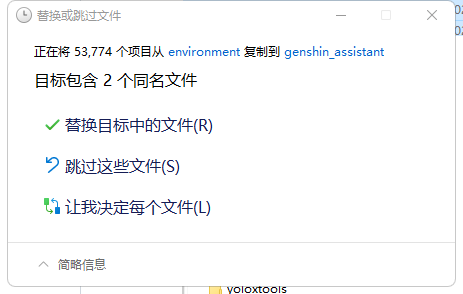 替换或跳过文件
正在将 53,774 个项目从 environment 复制到 genshin_assistant
目标包含 2 个同名文件
替换目标中的文件(R)
跳过这些文件(S)
让我决定每个文件(L)
简略信息
yoloxtools